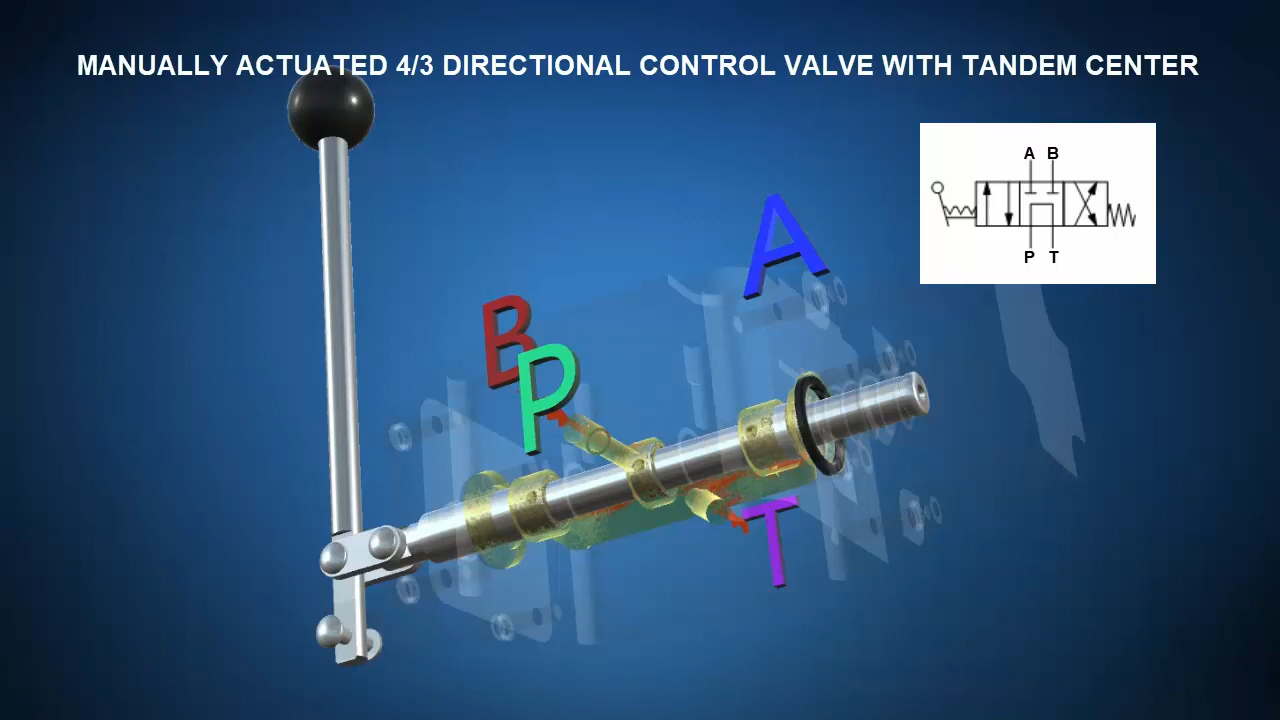 MANUALLY ACTUATED 4/3 DIRECTIONAL CONTROL VALVE WITH TANDEM CENTER
A B
P T
A
B
P
T